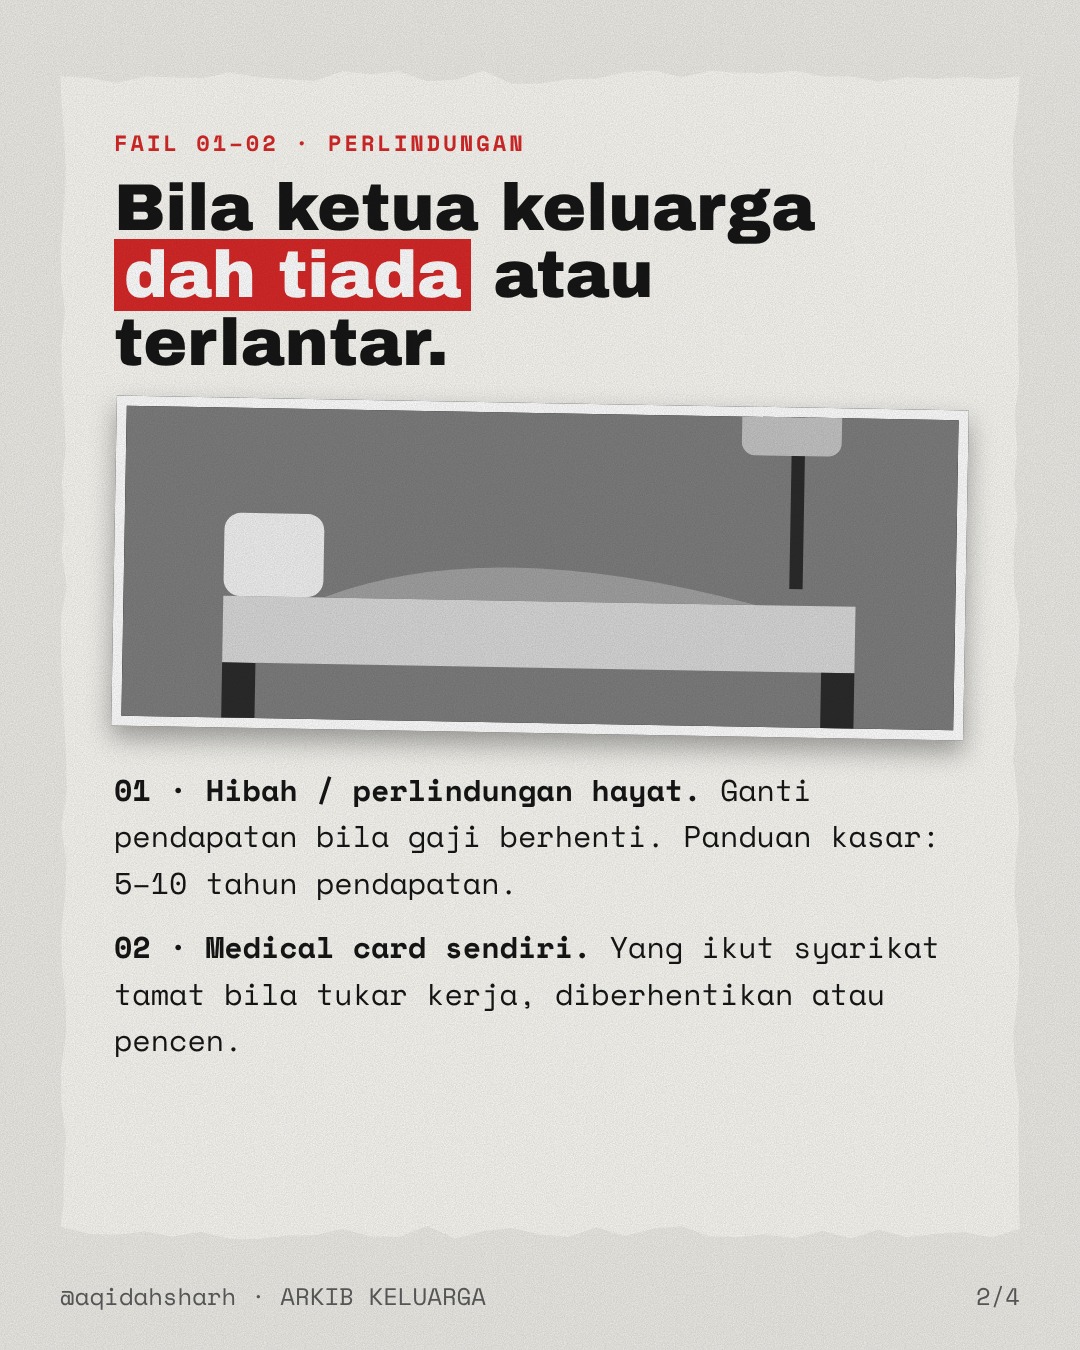 FAIL 01–02 · PERLINDUNGAN
Bila ketua keluarga
dah tiada atau
terlantar.
01 · Hibah / perlindungan hayat. Ganti
pendapatan bila gaji berhenti. Panduan kasar:
5–10 tahun pendapatan.
02 · Medical card sendiri. Yang ikut syarikat
tamat bila tukar kerja, diberhentikan atau
pencen.
@aqidahsharh · ARKIB KELUARGA
2/4